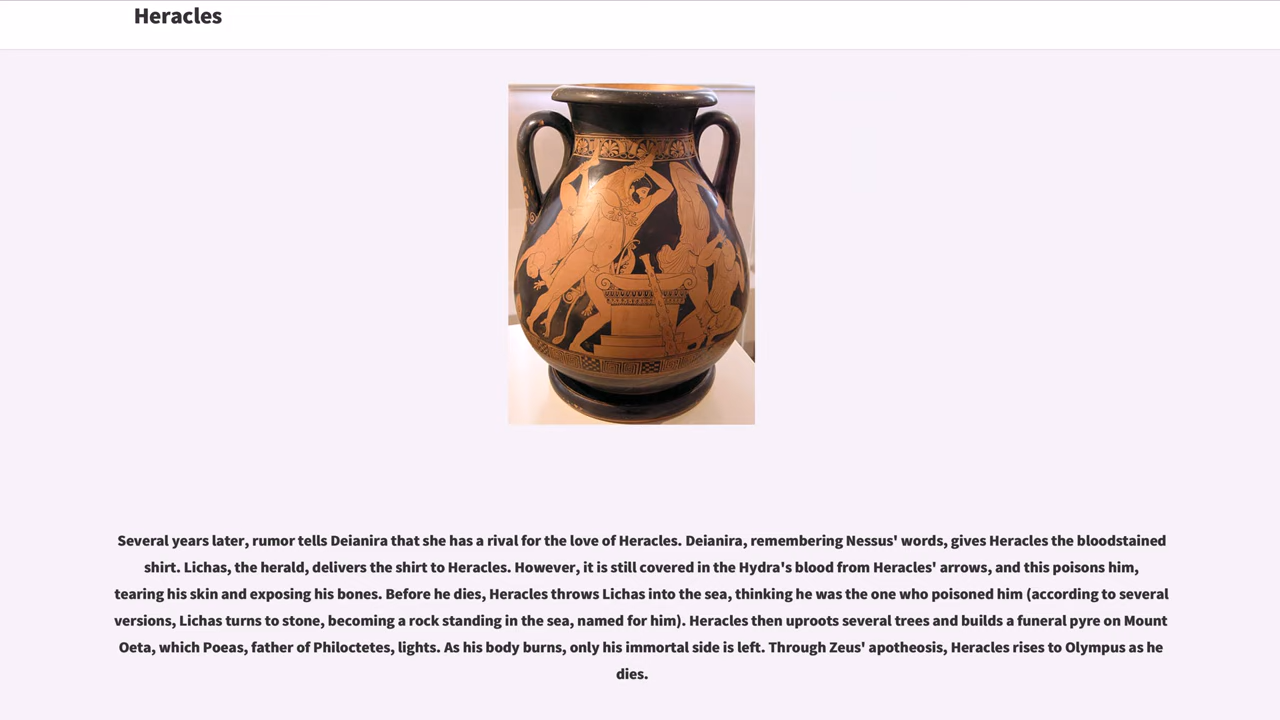 Heracles
Several years later, rumor tells Deianira that she has a rival for the love of Heracles. Deianira, remembering Nessus' words, gives Heracles the bloodstained
shirt. Lichas, the herald, delivers the shirt to Heracles. However, it is still covered in the Hydra's blood from Heracles' arrows, and this poisons him,
tearing his skin and exposing his bones. Before he dies, Heracles throws Lichas into the sea, thinking he was the one who poisoned him (according to several
versions, Lichas turns to stone, becoming a rock standing in the sea, named for him). Heracles then uproots several trees and builds a funeral pyre on Mount
Oeta, which Poeas, father of Philoctetes, lights. As his body burns, only his immortal side is left. Through Zeus' apotheosis, Heracles rises to Olympus as he
dies.